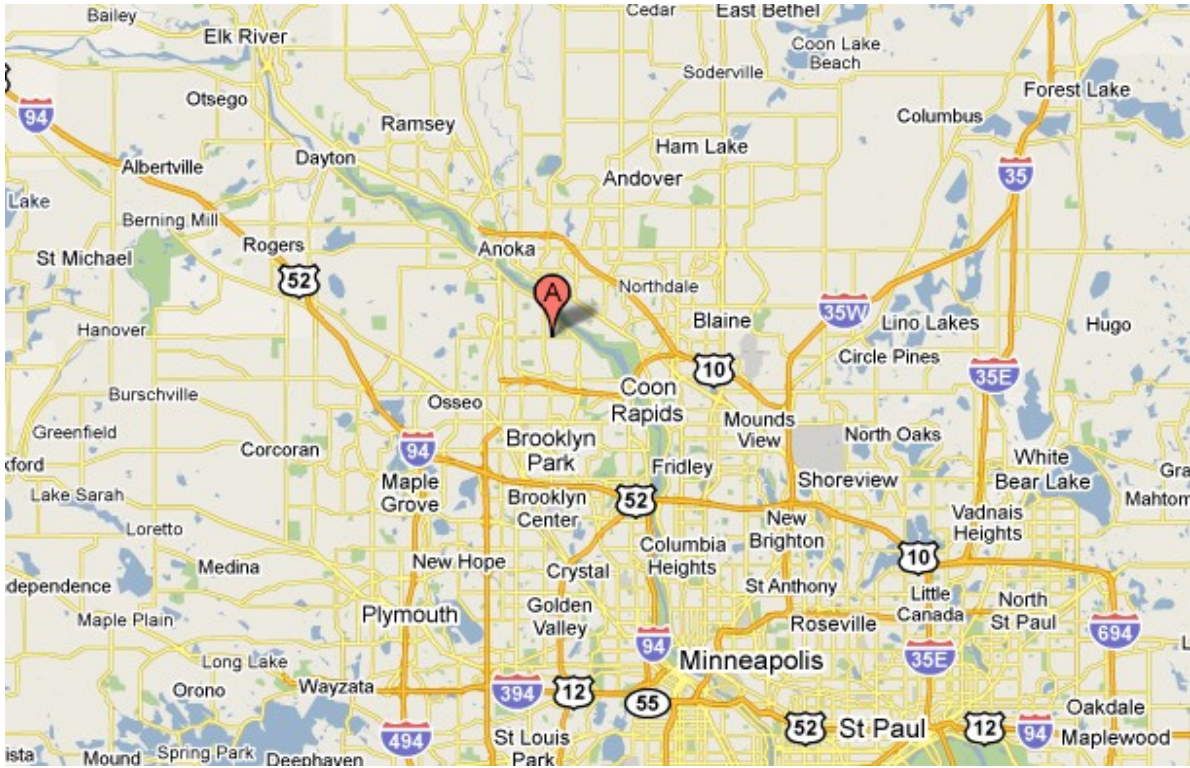 Bailey
Cedar
East Bethel
Elk River
Coon Lake
Beach
Soderville
Forest Lake
Otsego
94
Columbus
Ramsey
Ham Lake
Dayton
Albertville
Andover
35
Lake
Berning Mill
Rogers
Anoka
St Michael
52
Northdale
A
35W
Blaine
Lino Lakes
Hugo
Hanover
Circle Pines
10
35E
Coon
Rapids
Burschville
Osseo
Mounds
View
Greenfield
Corcoran
94
Brooklyn
Park
North Oaks
kford
Maple
Grove
Fridley
Shoreview
White
Bear Lake
Gra
Lake Sarah
Brooklyn
Center
52
Mahtom
Loretto
New
Brighton
Vadnais
Heights
Columbia
Heights
New Hope
Medina
Crystal
10
ndependence
St Anthony
Little
Canada
Maple Plain
Plymouth
Golden
Valley
Roseville
North
St Paul
694
94
L
Long Lake
Minneapolis
35E
Orono
Wayzata
394
12
55
Oakdale
52
St Paul
12
94
Maplewood
494
St Louis
Park
ista
Mound
Spring Park
Deephaven